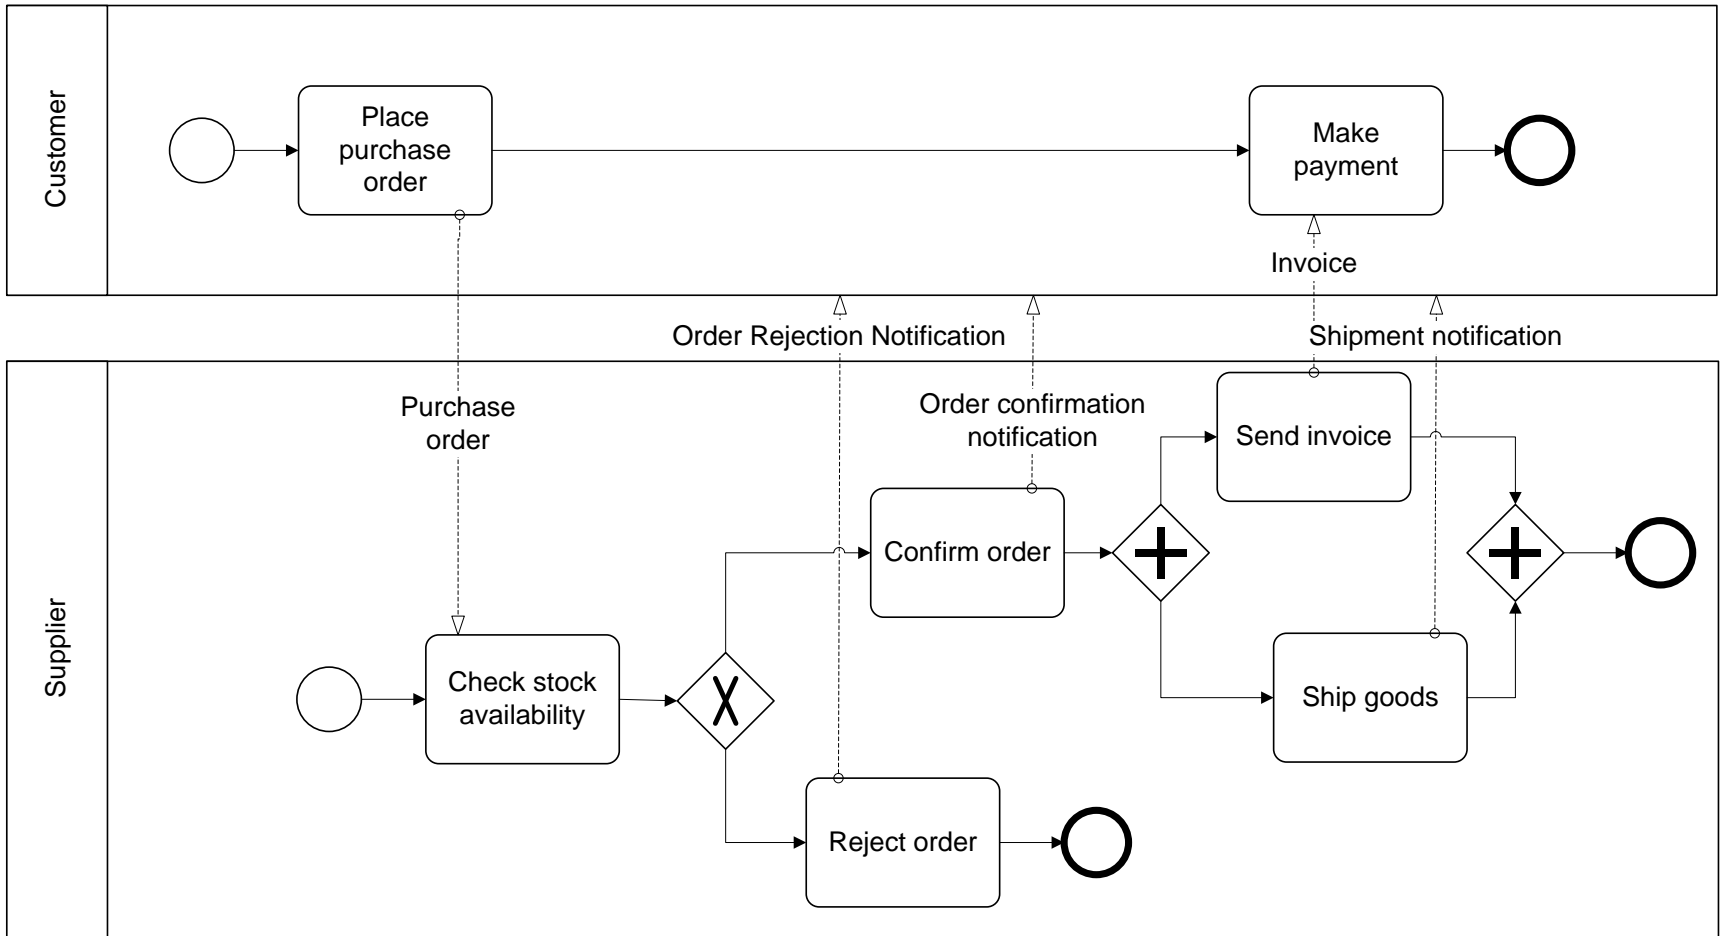 Customer
Place
purchase
order
Make
payment
Invoice
Order Rejection Notification
Shipment notification
Purchase
order
Order confirmation
notification
Send invoice
Confirm order
Supplier
Check stock
availability
X
Ship goods
Reject order